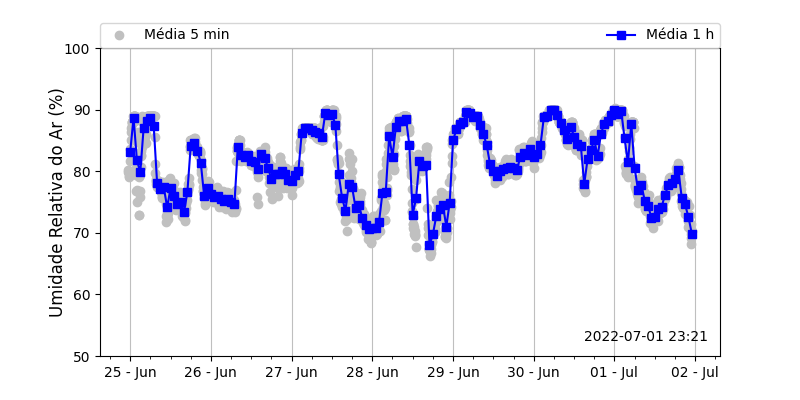 Média 5 min
Média 1 h
Umidade Relativa do Ar (%)
100
90
80
70
60
50
2022-07-01 23:21
25 - Jun
26 - Jun
27 - Jun
28 - Jun
29 - Jun
30 - Jun
01 - Jul
02 - Jul